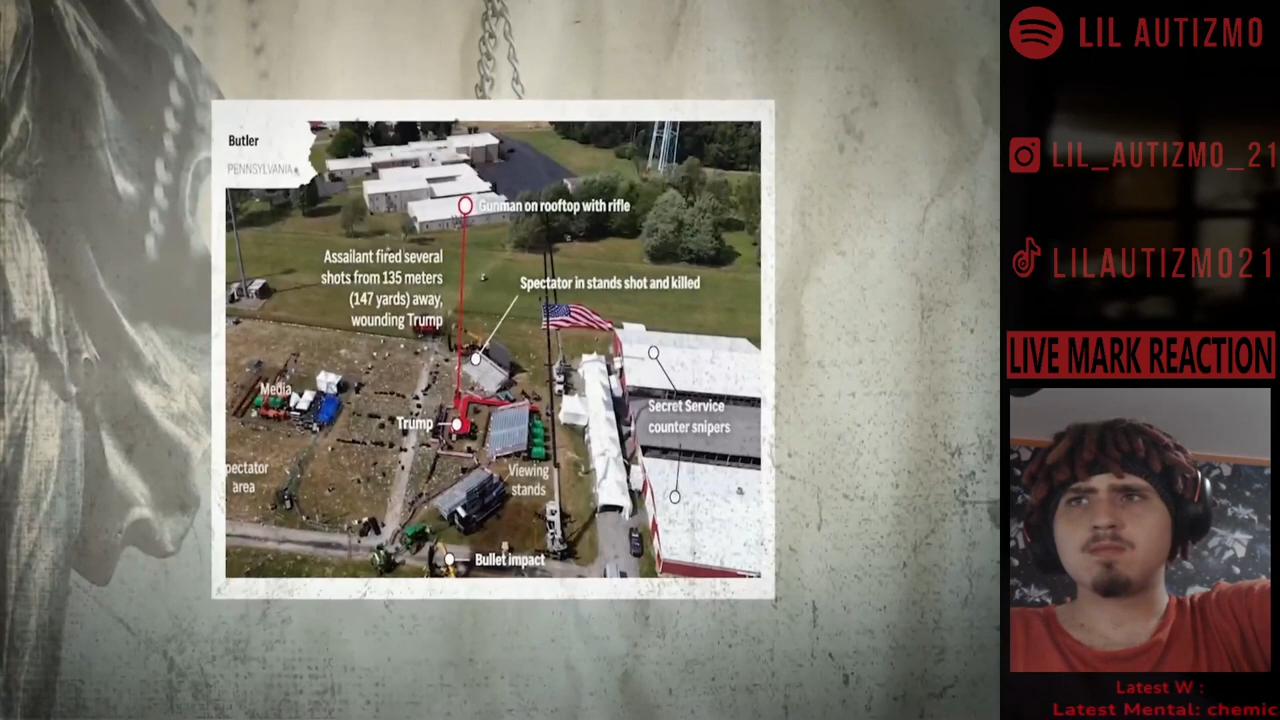 Butler
PENNSYLVANIA
Gunman on rooftop with rifle
Assailant fired several
shots from 135 meters
(147 yards) away,
wounding Trump
Spectator in stands shot and killed
Media
Trump
Secret Service
counter snipers
pectator
area
Viewing
stands
Bullet impact
LIL AUTIZMO
LIL_AUTIZMO_21
LILAUTIZMO21
LIVE MARK REACTION
Latest W :
Latest Mental: chemic